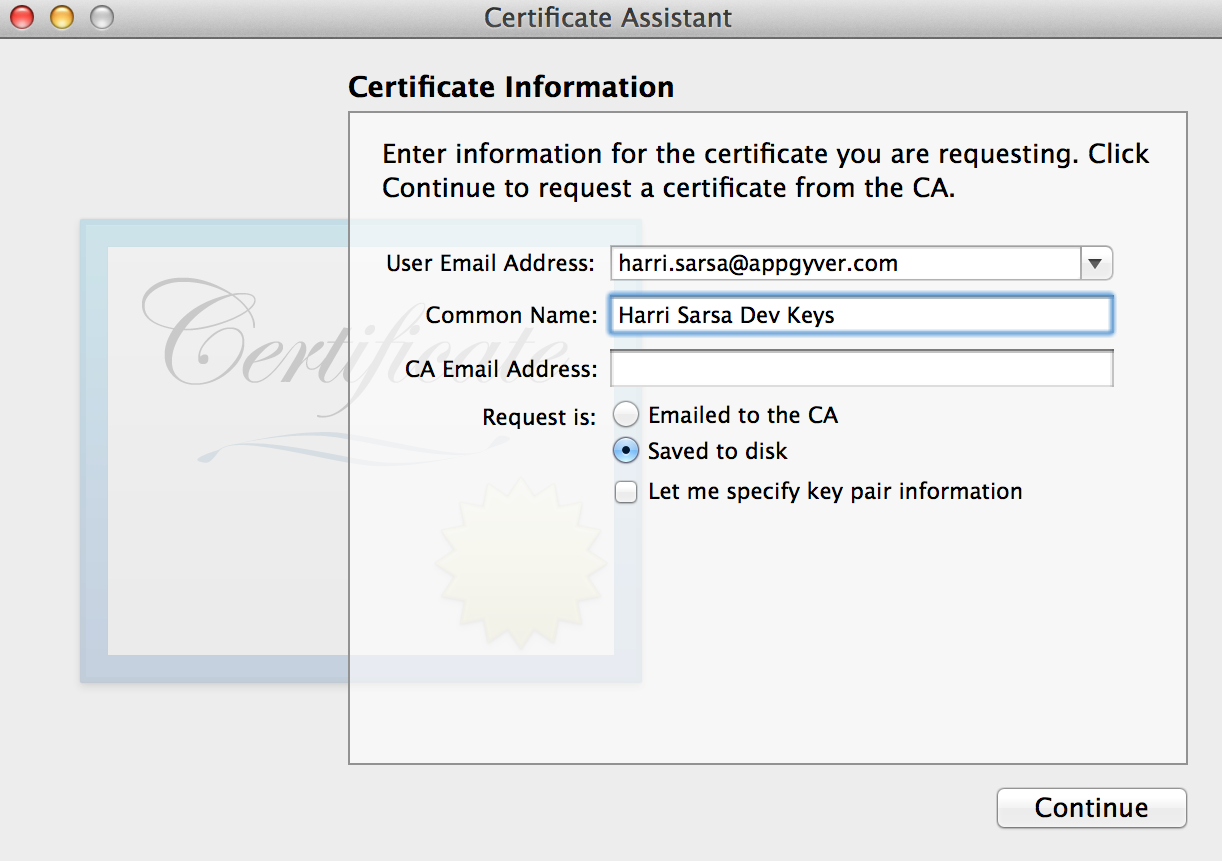 Certificate Assistant
Certificate Information
Enter information for the certificate you are requesting. Click
Continue to request a certificate from the CA.
Certificate
User Email Address: harri.sarsa@appgyver.com
Common Name: Harri Sarsa Dev Keys
CA Email Address:
Request is: Emailed to the CA
Saved to disk
Let me specify key pair information
Continue